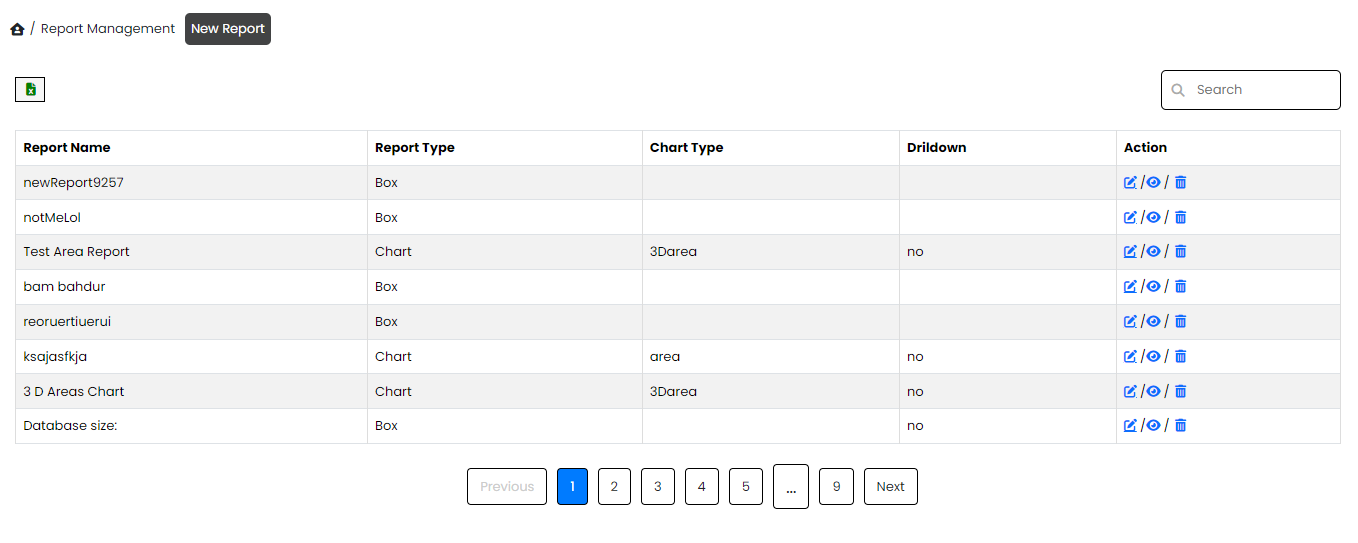 / Report Management New Report
Search
Report Name Report Type Chart Type Drildown Action
newReport9257 Box / /
notMeLol Box / /
Test Area Report Chart 3Darea no / /
bam bahdur Box / /
reoruertiuerui Box / /
ksajasfkja Chart area no / /
3 D Areas Chart Chart 3Darea no / /
Database size: Box no / /
Previous 1 2 3 4 5 ... 9 Next